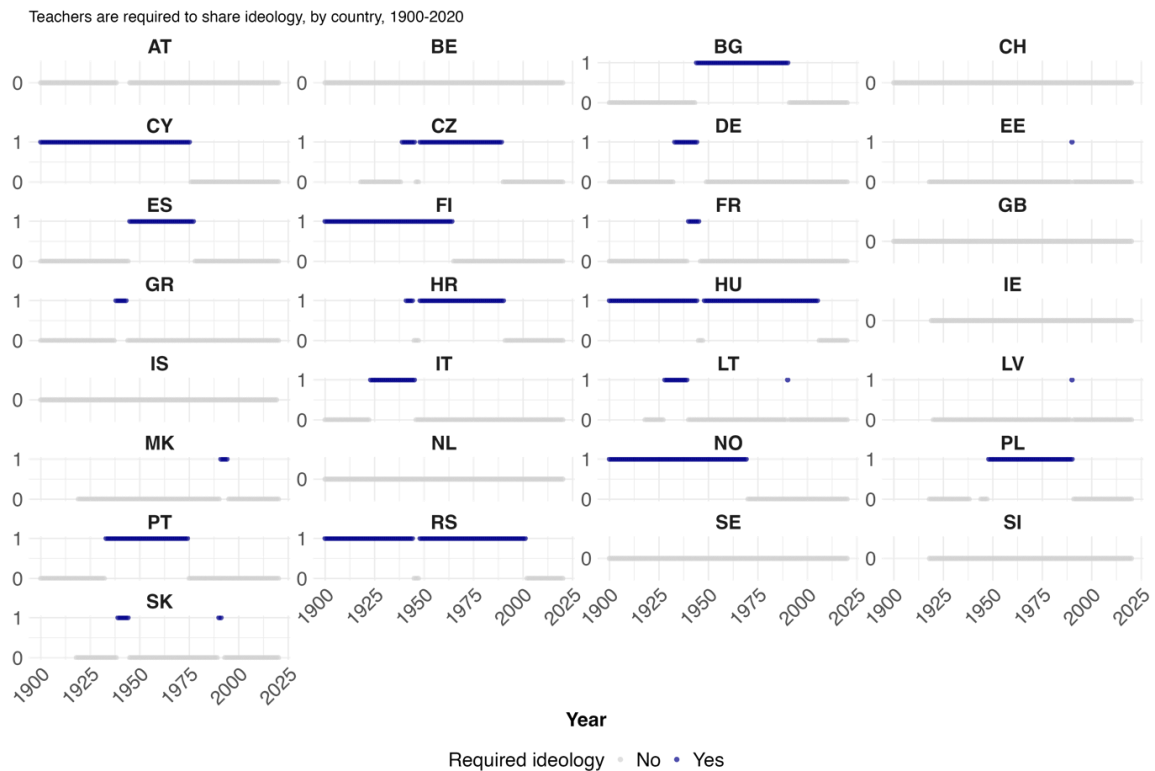 Teachers are required to share ideology, by country, 1900-2020
AT BE BG CH
0 0 1 0 0
CY CZ DE EE
1 0 1 0 1 0 1 0
ES FI FR GB
1 0 1 0 1 0 0
GR HR HU IE
1 0 1 0 1 0 0
IS IT LT LV
0 1 0 1 0 1 0
MK NL NO PL
1 0 0 1 0 1 0
PT RS SE SI
1 0 1 0 0 0
1900 1925 1950 1975 2000 2025 1900 1925 1950 1975 2000 2025 1900 1925 1950 1975 2000 2025
SK
1 0
1900 1925 1950 1975 2000 2025
Year
Required ideology No Yes